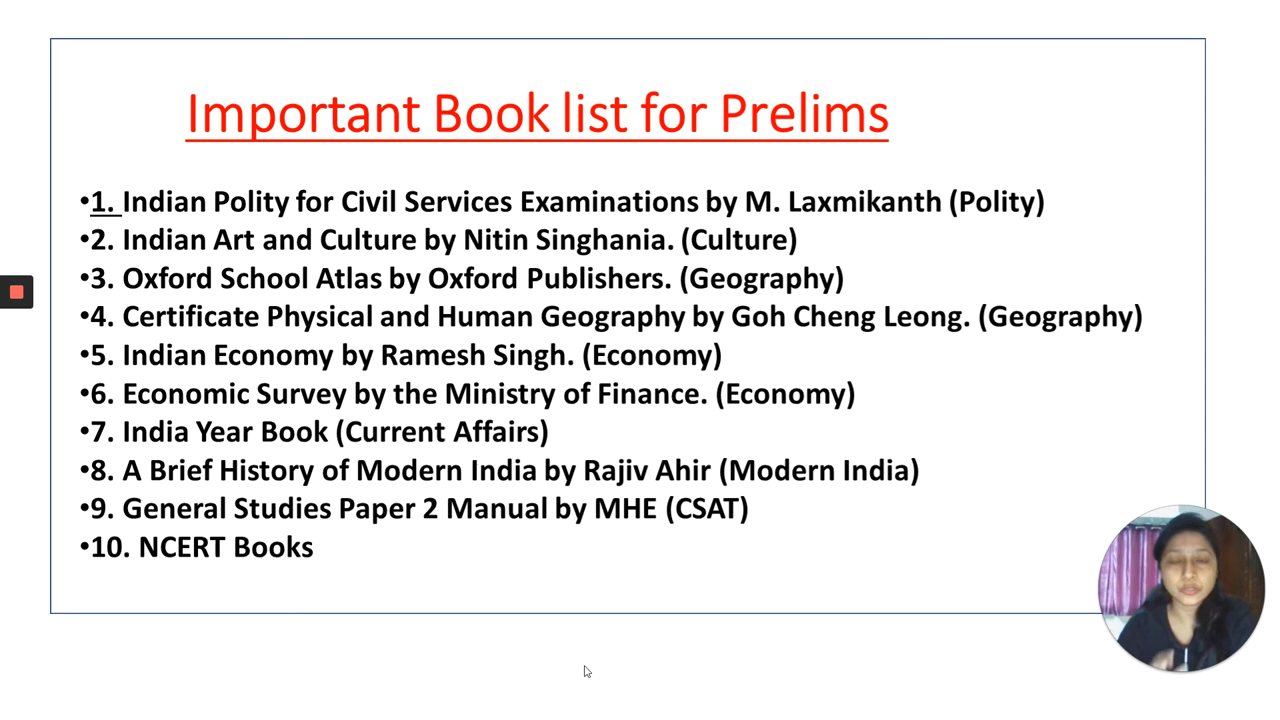 Important Book list for Prelims
•1. Indian Polity for Civil Services Examinations by M. Laxmikanth (Polity)
•2. Indian Art and Culture by Nitin Singhania. (Culture)
•3. Oxford School Atlas by Oxford Publishers. (Geography)
•4. Certificate Physical and Human Geography by Goh Cheng Leong. (Geography)
•5. Indian Economy by Ramesh Singh. (Economy)
•6. Economic Survey by the Ministry of Finance. (Economy)
•7. India Year Book (Current Affairs)
•8. A Brief History of Modern India by Rajiv Ahir (Modern India)
•9. General Studies Paper 2 Manual by MHE (CSAT)
•10. NCERT Books